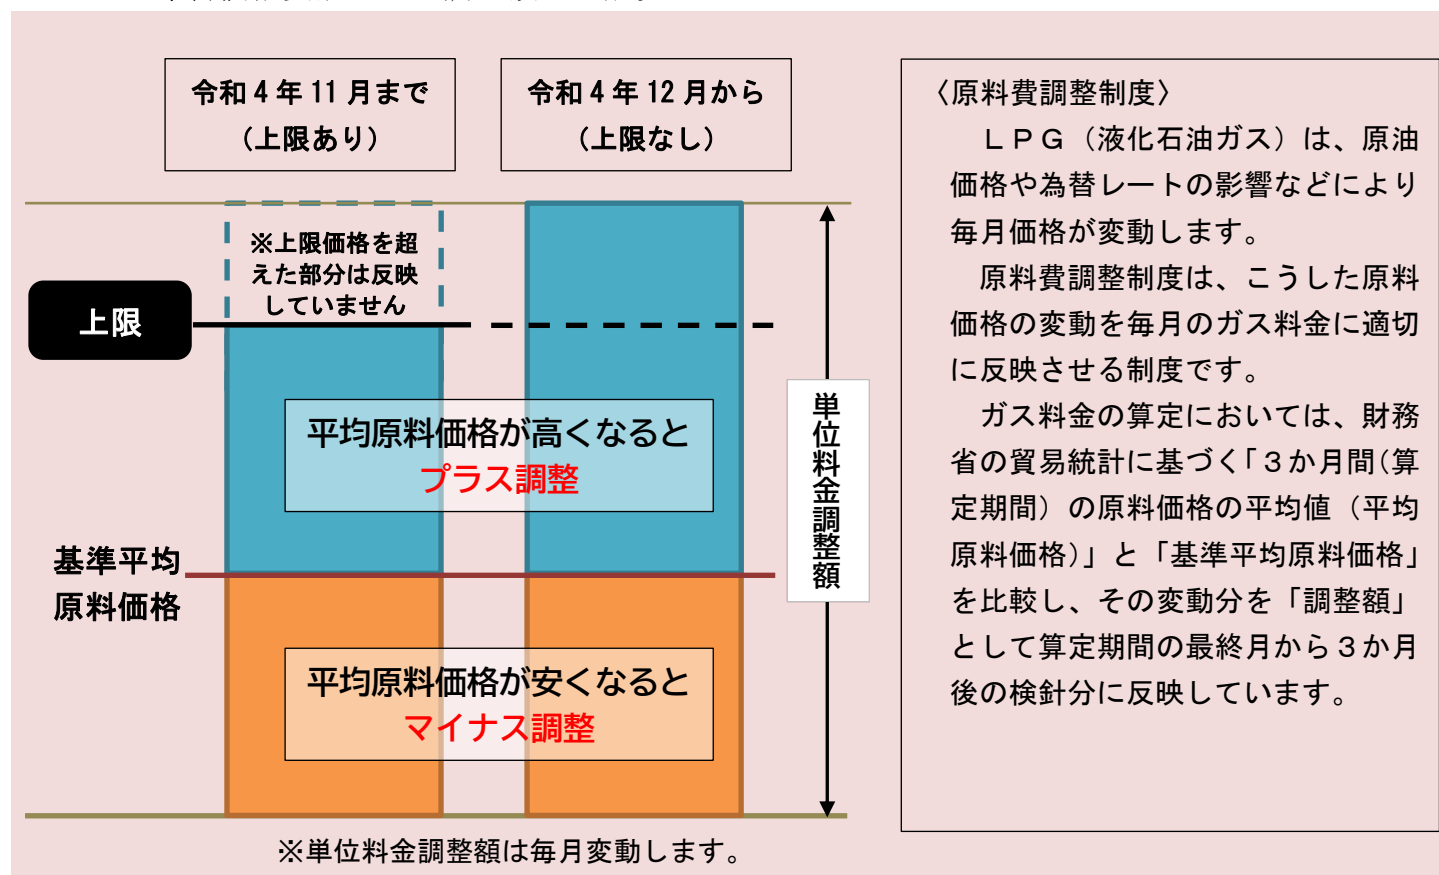 令和4年11月まで
（上限あり）
令和4年12月から
（上限なし）
※上限価格を超
えた部分は反映
していません
上限
平均原料価格が高くなると
プラス調整
基準平均
原料価格
平均原料価格が安くなると
マイナス調整
単位料金調整額
※単位料金調整額は毎月変動します。
〈原料費調整制度〉
ＬＰＧ（液化石油ガス）は、原油
価格や為替レートの影響などにより
毎月価格が変動します。
原料費調整制度は、こうした原料
価格の変動を毎月のガス料金に適切
に反映させる制度です。
ガス料金の算定においては、財務
省の貿易統計に基づく「３か月間（算
定期間）の原料価格の平均値（平均
原料価格）」と「基準平均原料価格」
を比較し、その変動分を「調整額」
として算定期間の最終月から３か月
後の検針分に反映しています。